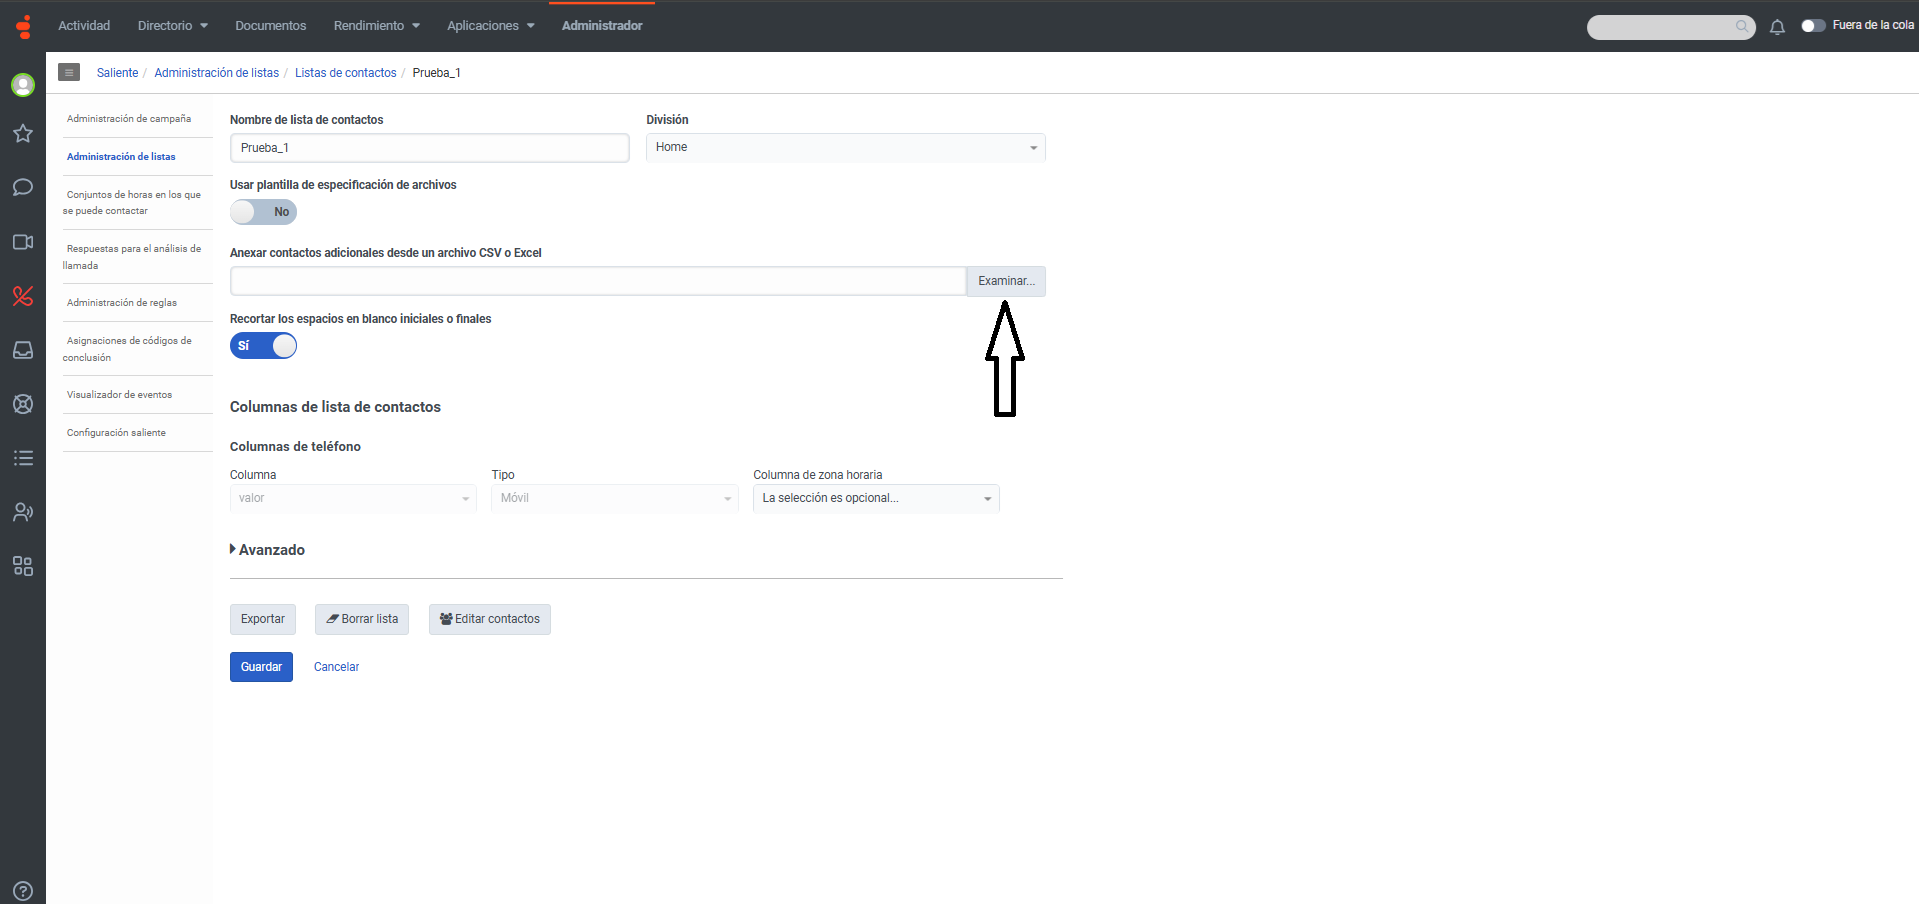 Actividad
Directorio
Documentos
Rendimiento
Aplicaciones
Administrador
Fuera de la cola
Saliente / Administración de listas / Listas de contactos / Prueba_1
Administración de campaña
Administración de listas
Conjuntos de horas en los que
se puede contactar
Respuestas para el análisis de
llamada
Administración de reglas
Asignaciones de códigos de
conclusión
Visualizador de eventos
Configuración saliente
Nombre de lista de contactos
División
Prueba_1
Home
Usar plantilla de especificación de archivos
No
Anexar contactos adicionales desde un archivo CSV o Excel
Examinar...
Recortar los espacios en blanco iniciales o finales
Sí
Columnas de lista de contactos
Columnas de teléfono
Columna
Tipo
Columna de zona horaria
valor
Móvil
La selección es opcional...
Avanzado
Exportar
Borrar lista
Editar contactos
Guardar
Cancelar